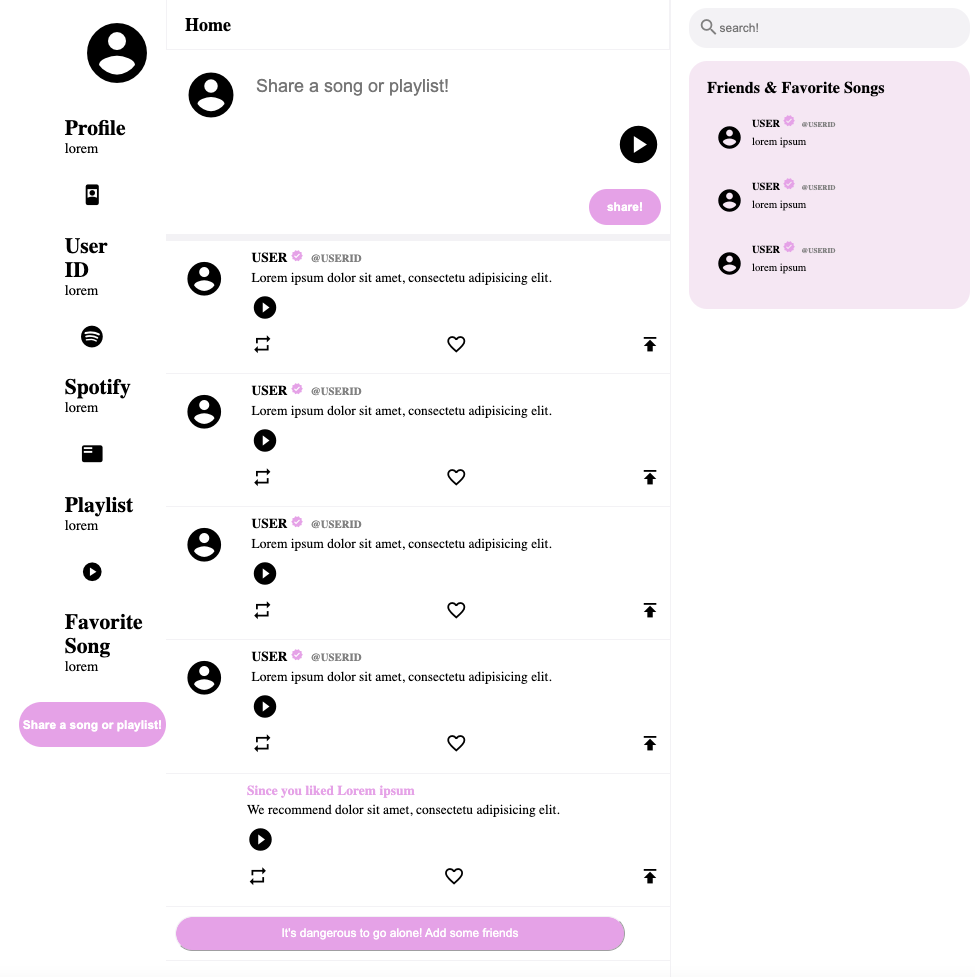 Profile
lorem
User
ID
lorem
Spotify
lorem
Playlist
lorem
Favorite
Song
lorem
Share a song or playlist!
Home
Share a song or playlist!
share!
USER @USERID
Lorem ipsum dolor sit amet, consectetu adipisicing elit.
USER @USERID
Lorem ipsum dolor sit amet, consectetu adipisicing elit.
USER @USERID
Lorem ipsum dolor sit amet, consectetu adipisicing elit.
USER @USERID
Lorem ipsum dolor sit amet, consectetu adipisicing elit.
Since you liked Lorem ipsum
We recommend dolor sit amet, consectetu adipisicing elit.
It's dangerous to go alone! Add some friends
search!
Friends & Favorite Songs
USER @USERID
lorem ipsum
USER @USERID
lorem ipsum
USER @USERID
lorem ipsum